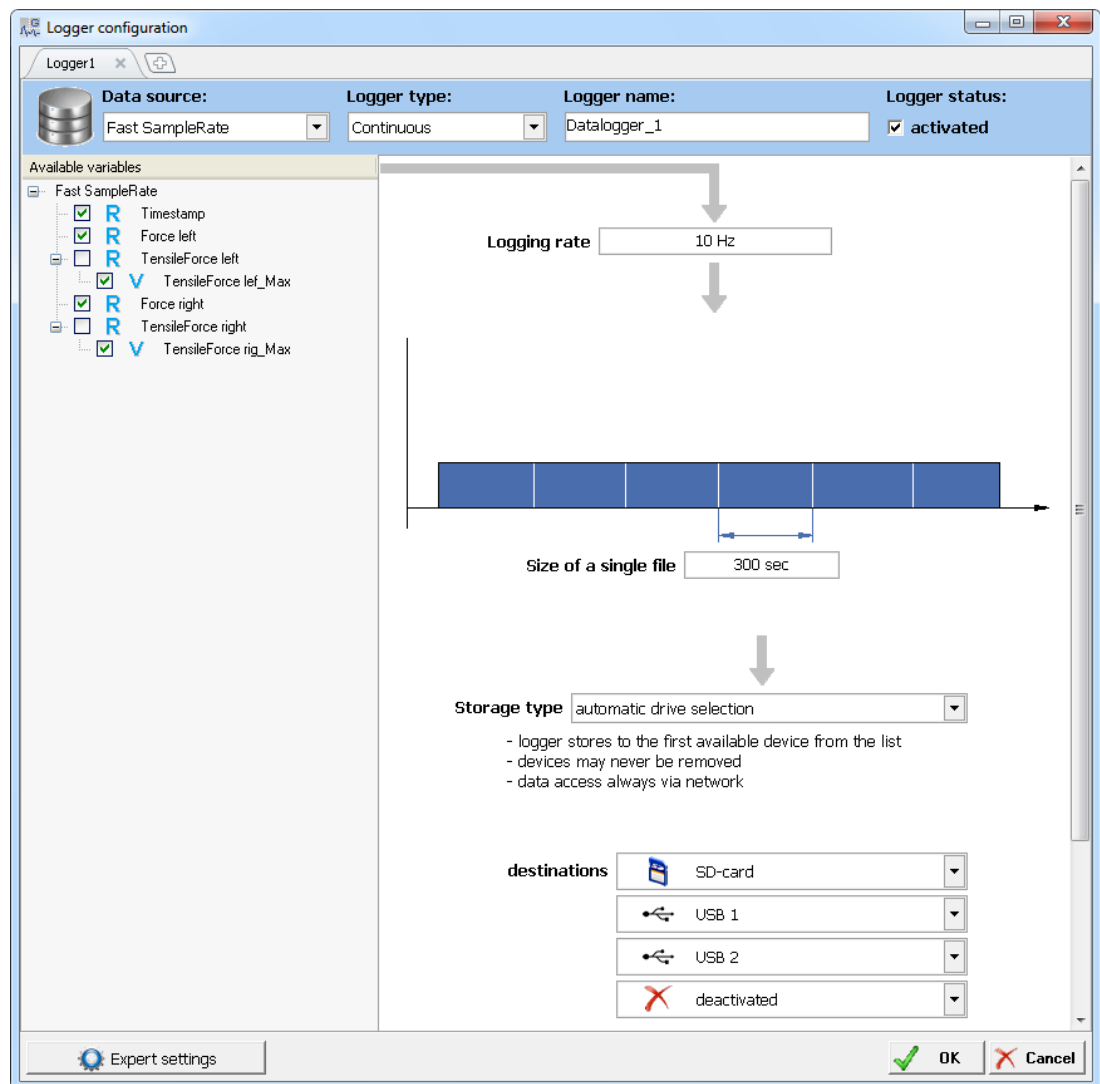 Logger configuration
Logger1
Data source:
Logger type:
Logger name:
Logger status:
Fast SampleRate
Continuous
Datalogger_1
activated
Available variables
Fast SampleRate
R Timestamp
R Force left
R TensileForce left
V TensileForce lef_Max
R Force right
R TensileForce right
V TensileForce rig_Max
Logging rate 10 Hz
Size of a single file 300 sec
Storage type automatic drive selection
- logger stores to the first available device from the list
- devices may never be removed
- data access always via network
destinations SD-card
USB 1
USB 2
deactivated
Expert settings
OK
Cancel